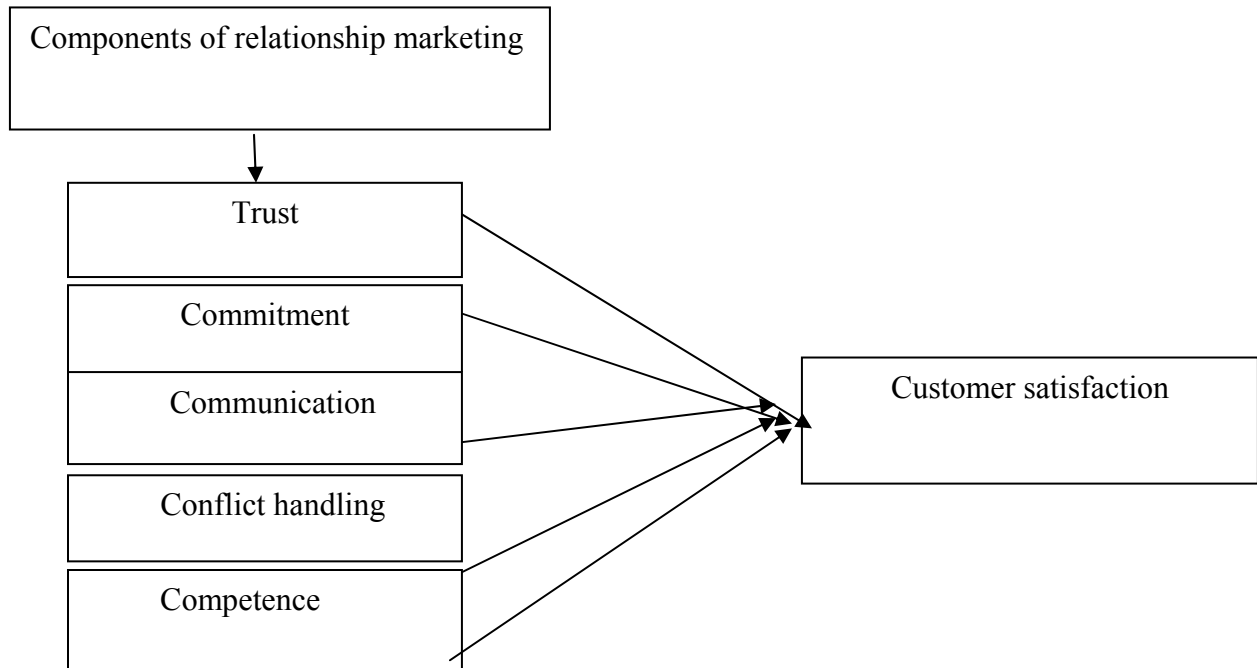 Components of relationship marketing
Trust
Commitment
Communication
Conflict handling
Competence
Customer satisfaction